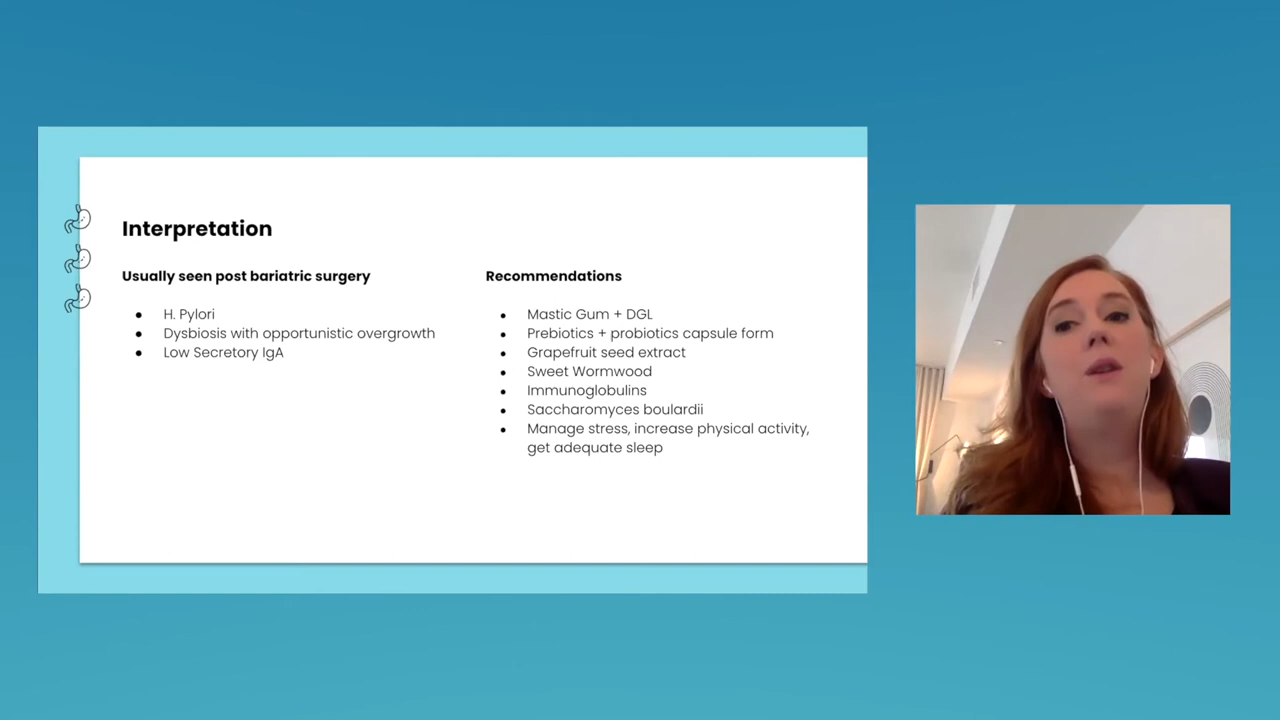 Interpretation
Usually seen post bariatric surgery
H. Pylori
Dysbiosis with opportunistic overgrowth
Low Secretory IgA
Recommendations
Mastic Gum + DGL
Prebiotics + probiotics capsule form
Grapefruit seed extract
Sweet Wormwood
Immunoglobulins
Saccharomyces boulardii
Manage stress, increase physical activity,
get adequate sleep